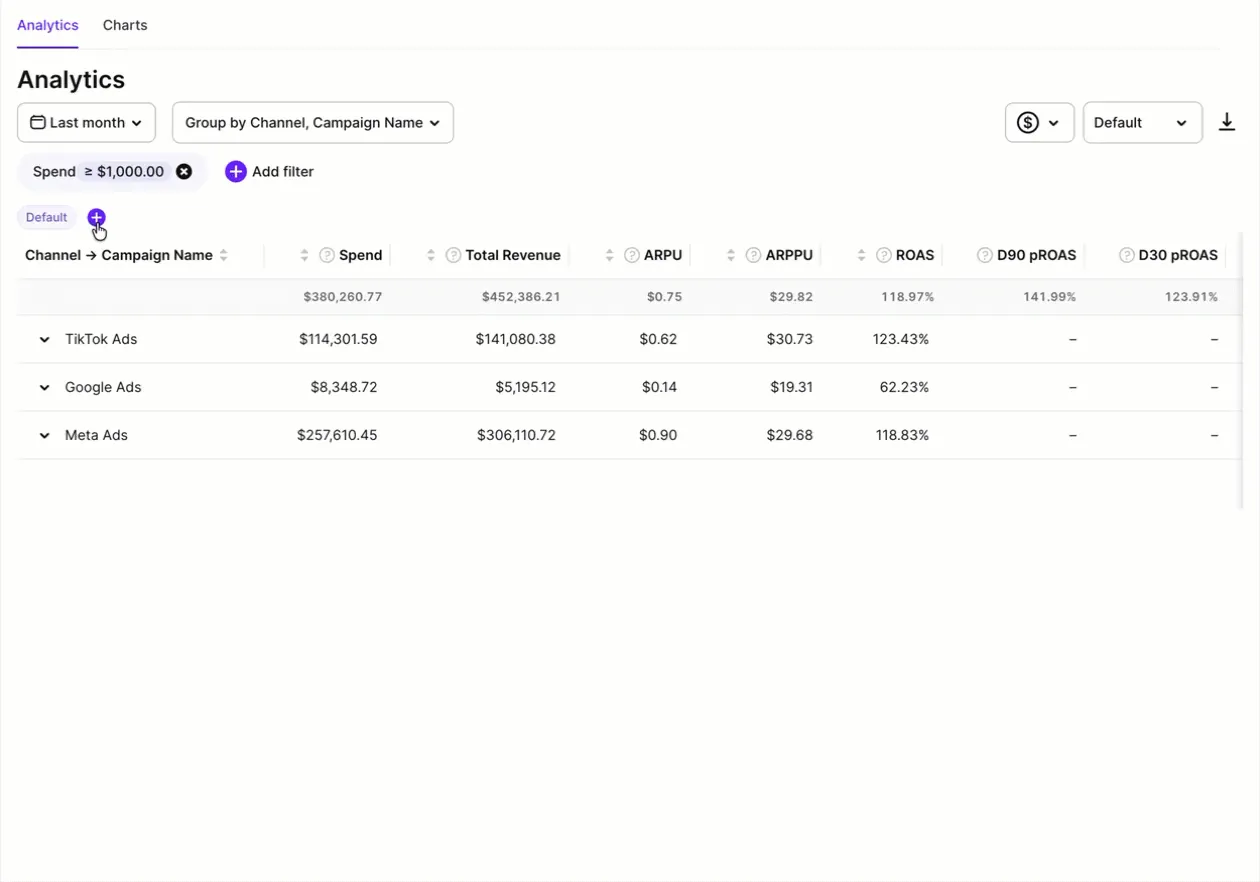 Analytics Charts
Analytics
Last month Group by Channel, Campaign Name $ Default
Spend ≥ $1,000.00 Add filter
Default
Channel → Campaign Name ? Spend ? Total Revenue ? ARPU ? ARPPU ? ROAS ? D90 pROAS ? D30 pROAS
$380,260.77 $452,386.21 $0.75 $29.82 118.97% 141.99% 123.91%
TikTok Ads $114,301.59 $141,080.38 $0.62 $30.73 123.43% – –
Google Ads $8,348.72 $5,195.12 $0.14 $19.31 62.23% – –
Meta Ads $257,610.45 $306,110.72 $0.90 $29.68 118.83% – –